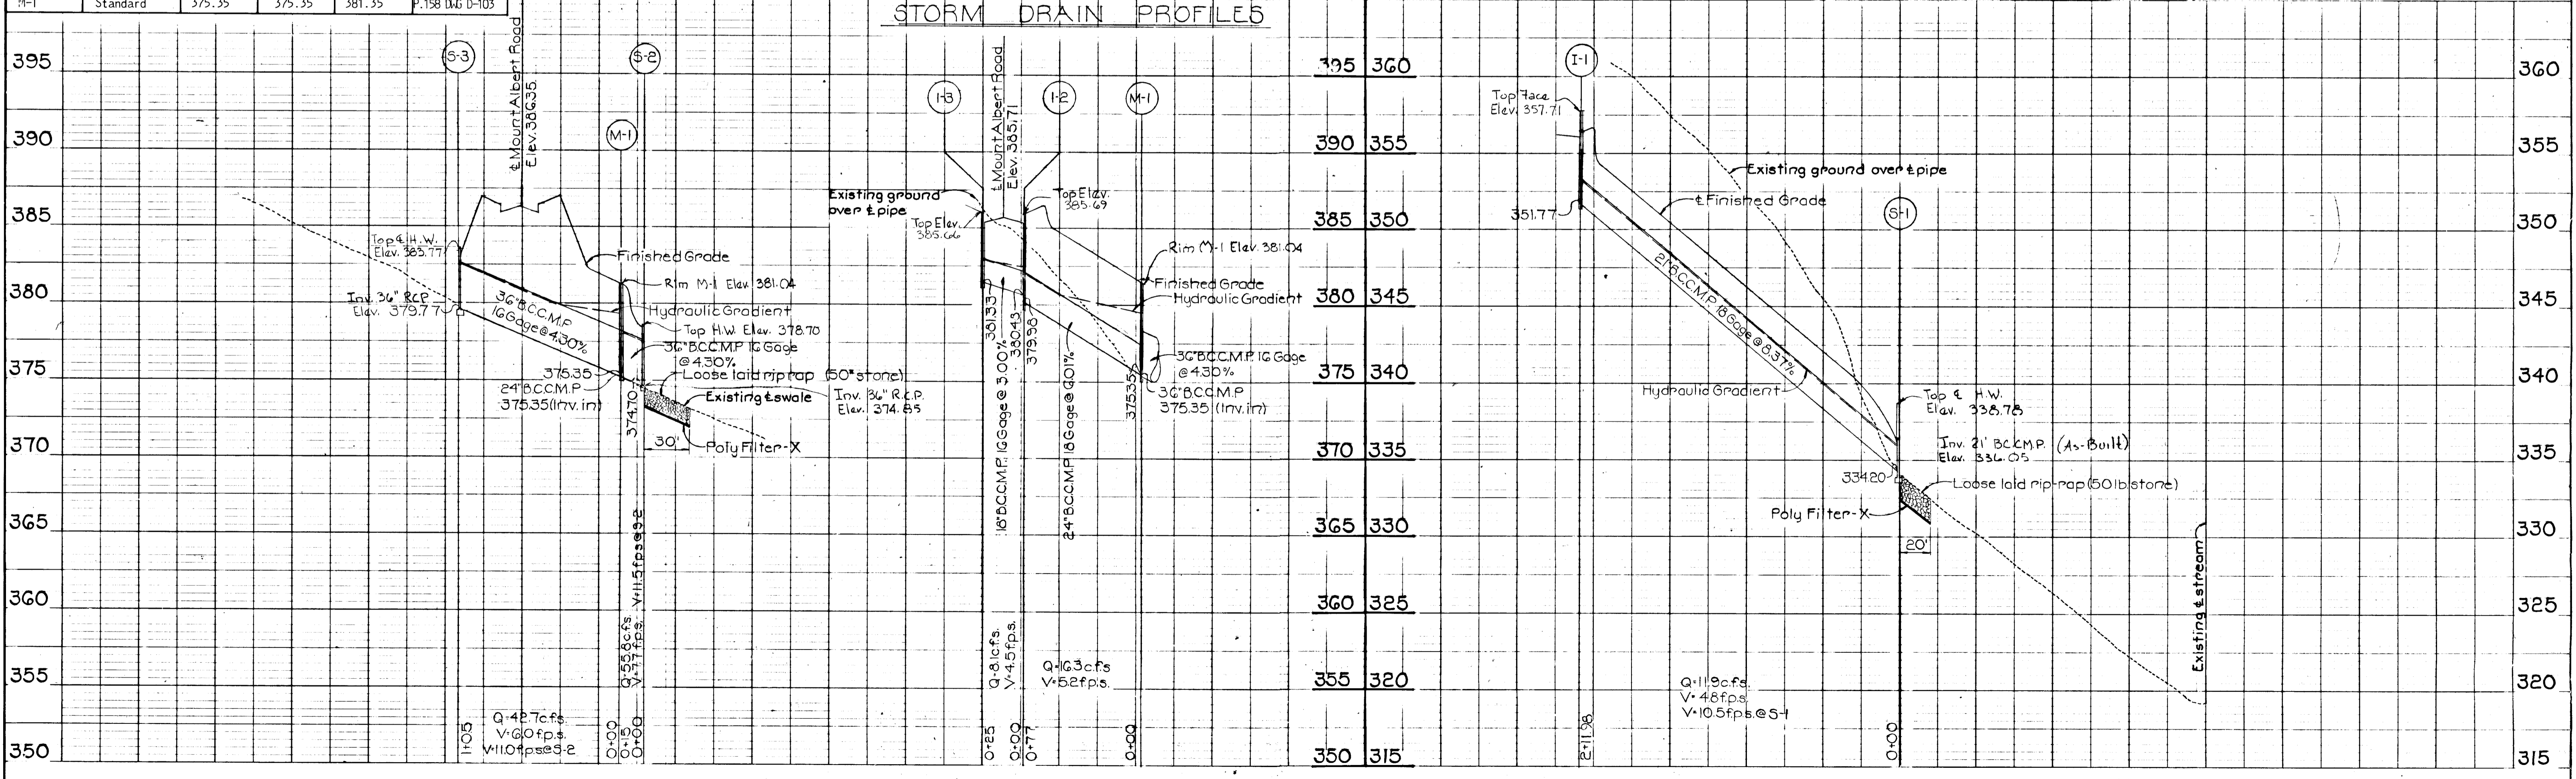 M-1 Standard 375.35 375.35 381.35 P.158 DWG D-103
STORM DRAIN PROFILES
395
390
385
380
375
370
365
360
355
350
S-3
℄ Mount Albert Road
Elev. 386.35
S-2
M-1
Top ℄ H.W.
Elev. 383.77
Inv. 36" RCP
Elev. 379.77
36" B.C.C.M.P.
16 Gage @ 4.30%
Finished Grade
Rim M-1 Elev. 381.04
Hydraulic Gradient
Top H.W. Elev. 378.70
36" B.C.C.M.P. 16 Gage
@ 4.30%
Loose laid rip rap (50# stone)
375.35
24" B.C.C.M.P.
375.35 (Inv. in)
374.70
Existing ℄ swale
Inv. 36" R.C.P.
Elev. 374.85
30'
Poly Filter-X
Q=55.8 c.f.s.
V=7.7 f.p.s. V=11.5 f.p.s. @ S-2
1+05
Q=42.7 c.f.s.
V=6.0 f.p.s.
V=11.0 f.p.s. @ S-2
0+00
0+15
0+00
I-3
℄ Mount Albert Road
Elev. 385.71
I-2
M-1
Existing ground
over ℄ pipe
Top Elev.
385.66
Top Elev.
385.69
Rim M-1 Elev. 381.04
Finished Grade
Hydraulic Gradient
381.33
18" B.C.C.M.P. 16 Gage @ 3.00%
380.43
379.98
24" B.C.C.M.P. 18 Gage @ 6.01%
375.35
36" B.C.C.M.P. 16 Gage
@ 4.30%
36" B.C.C.M.P.
375.35 (Inv. in)
Q=8.1 c.f.s.
V=4.5 f.p.s.
Q=16.3 c.f.s.
V=5.2 f.p.s.
0+25
0+00
0+77
0+00
395 360
390 355
385 350
380 345
375 340
370 335
365 330
360 325
355 320
350 315
I-1
Top Face
Elev. 357.71
351.77
Existing ground over ℄ pipe
℄ Finished Grade
S-1
21" B.C.C.M.P. 18 Gage @ 8.37%
Hydraulic Gradient
Top ℄ H.W.
Elev. 338.78
Inv. 21' B.C.C.M.P. (As-Built)
Elev. 336.05
334.20
Loose laid rip-rap (50 lb stone)
Poly Filter-X
20'
Existing ℄ stream
Q=11.9 c.f.s.
V=4.8 f.p.s.
V=10.5 f.p.s. @ S-1
2+11.98
0+00
360
355
350
345
340
335
330
325
320
315